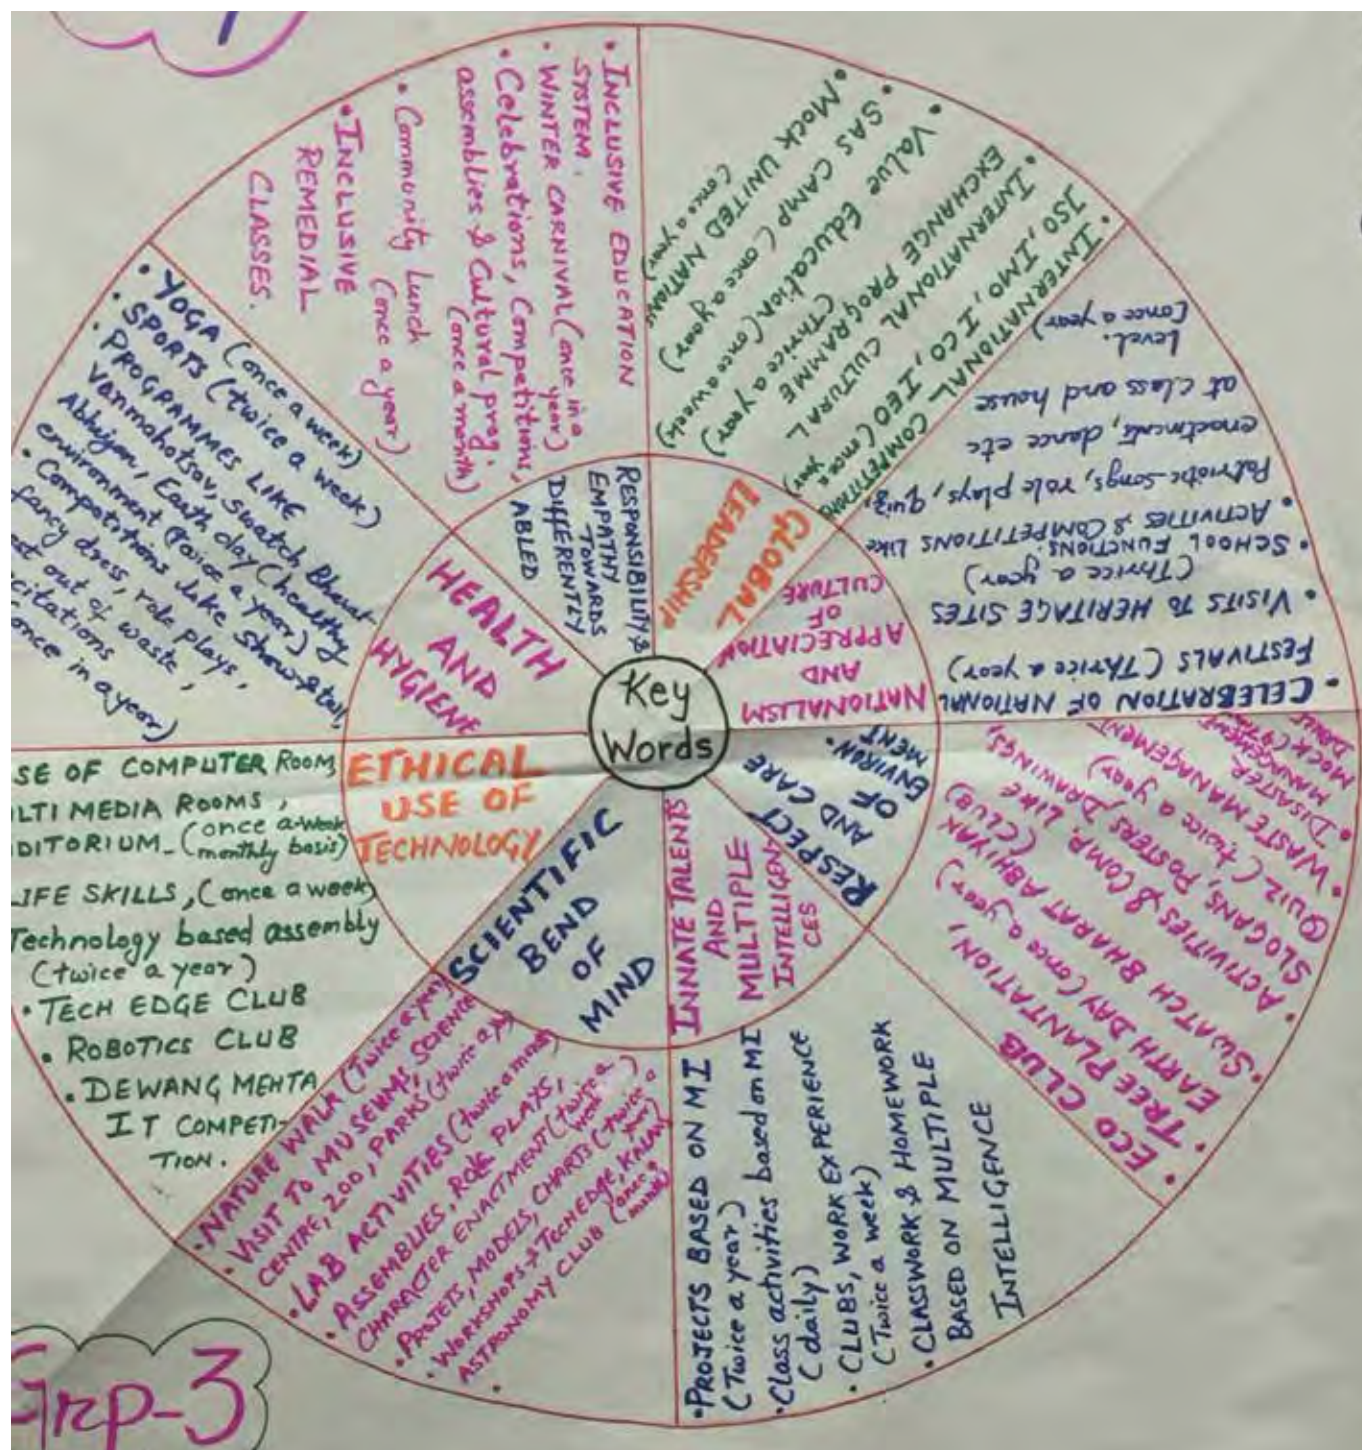 Key
Words
GLOBAL
LEADERSHIP
• INTERNATIONAL COMPETITIONS
ISO, IMO, ICO, IEO (once a
year)
• INTERNATIONAL CULTURAL
EXCHANGE PROGRAMME
(Thrice a year)
• Value Education (once a week)
• SAS CAMP (once a year)
• MOCK UNITED NATIONS
(once a year)
NATIONALISM
AND
APPRECIATION
OF
CULTURE
• CELEBRATION OF NATIONAL
FESTIVALS (Thrice a year)
• VISITS TO HERITAGE SITES
(Thrice a year)
• SCHOOL FUNCTIONS.
• ACTIVITIES & COMPETITIONS LIKE
Patriotic songs, role plays, quiz,
enactment, dance etc
at class and house
Level.
(once a year)
RESPECT
AND CARE
OF
ENVIRON-
MENT
• ECO CLUB
• TREE PLANTATION,
EARTH DAY (once a year)
• SWATCH BHARAT ABHIYAN
(CLUB)
• ACTIVITIES & COMP. LIKE
SLOGANS, POSTERS, DRAWINGS,
QUIZ (twice a year)
• WASTE MANAGEMENT
• DISASTER
MANAGEMENT
MOCK
INNATE TALENTS
AND
MULTIPLE
INTELLIGEN
CES
• PROJECTS BASED ON MI
(Twice a year)
• Class activities based on MI
(daily)
• CLUBS, WORK EXPERIENCE
(Twice a week)
• CLASSWORK & HOMEWORK
BASED ON MULTIPLE
INTELLIGENCE
SCIENTIFIC
BEND
OF
MIND
• NATURE WALK (Twice a year)
• VISIT TO MUSEUMS, SCIENCE
CENTRE, ZOO, PARKS (twice a yr)
• LAB ACTIVITIES (twice a month)
• ASSEMBLIES, ROLE PLAYS,
CHARACTER ENACTMENT (twice a
week)
• PROJETS, MODELS, CHARTS (twice a
year)
• WORKSHOPS → TECH EDGE, KALAM
ASTRONOMY CLUB (once a
month)
ETHICAL
USE OF
TECHNOLOGY
SE OF COMPUTER ROOM
LTI MEDIA ROOMS,
DITORIUM - (once a week
monthly basis)
IFE SKILLS, (once a week)
Technology based assembly
(twice a year)
• TECH EDGE CLUB
• ROBOTICS CLUB
• DEWANG MEHTA
IT COMPETI-
TION.
HEALTH
AND
HYGIENE
• YOGA (once a week)
• SPORTS (twice a week)
• PROGRAMMES LIKE
Vanmahotsav, Swatch Bharat
Abhiyan, Earth day (healthy
environment (Twice a year)
• Competitions like Show & tell,
fancy dress, role plays,
est out of waste,
citations
once in a year)
RESPONSIBILITY &
EMPATHY
TOWARDS
DIFFERENTLY
ABLED
• INCLUSIVE EDUCATION
SYSTEM.
• WINTER CARNIVAL (once in a
year)
• Celebrations, Competitions,
assemblies & Cultural prog.
(once a month)
• Community Lunch
(once a year)
• INCLUSIVE
REMEDIAL
CLASSES.
Grp-3